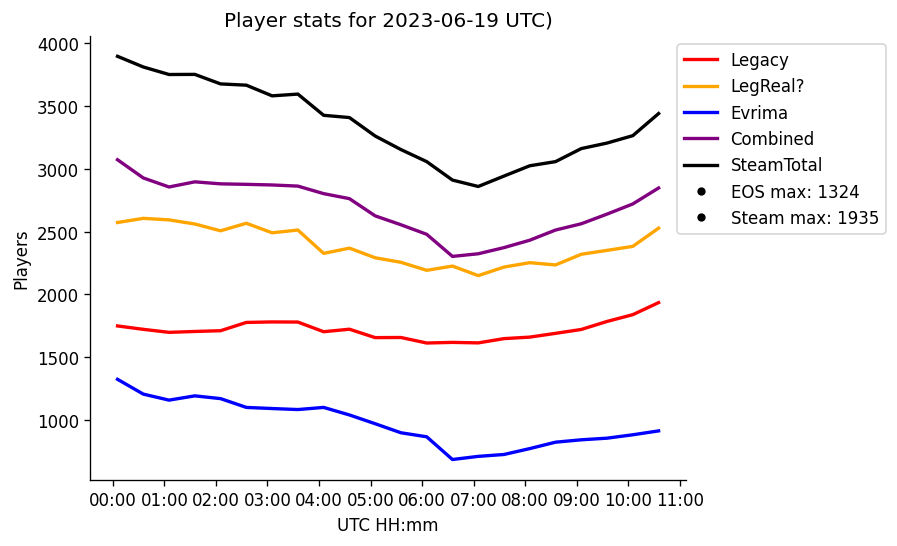 Player stats for 2023-06-19 UTC)
4000
3500
3000
2500
2000
1500
1000
Players
00:00 01:00 02:00 03:00 04:00 05:00 06:00 07:00 08:00 09:00 10:00 11:00
UTC HH:mm
Legacy
LegReal?
Evrima
Combined
SteamTotal
EOS max: 1324
Steam max: 1935